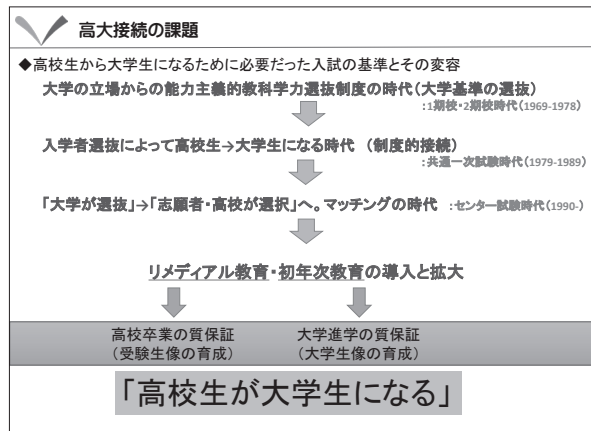 高大接続の課題
◆高校生から大学生になるために必要だった入試の基準とその変容
大学の立場からの能力主義的教科学力選抜制度の時代(大学基準の選抜)
:1期校・2期校時代(1969-1978)
入学者選抜によって高校生→大学生になる時代 (制度的接続)
:共通一次試験時代(1979-1989)
「大学が選抜」→「志願者・高校が選択」へ。マッチングの時代 :センター試験時代(1990-)
リメディアル教育・初年次教育の導入と拡大
高校卒業の質保証 大学進学の質保証
(受験生像の育成) (大学生像の育成)
「高校生が大学生になる」